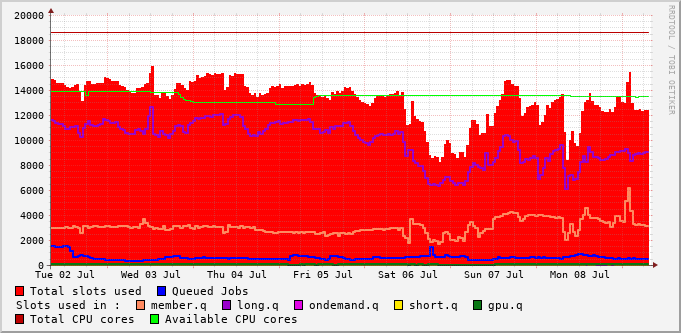 20000
18000
16000
14000
12000
10000
8000
6000
4000
2000
0
Tue 02 Jul Wed 03 Jul Thu 04 Jul Fri 05 Jul Sat 06 Jul Sun 07 Jul Mon 08 Jul
Total slots used Queued Jobs
Slots used in : member.q long.q ondemand.q short.q gpu.q
Total CPU cores Available CPU cores
RRDTOOL / TOBI OETIKER